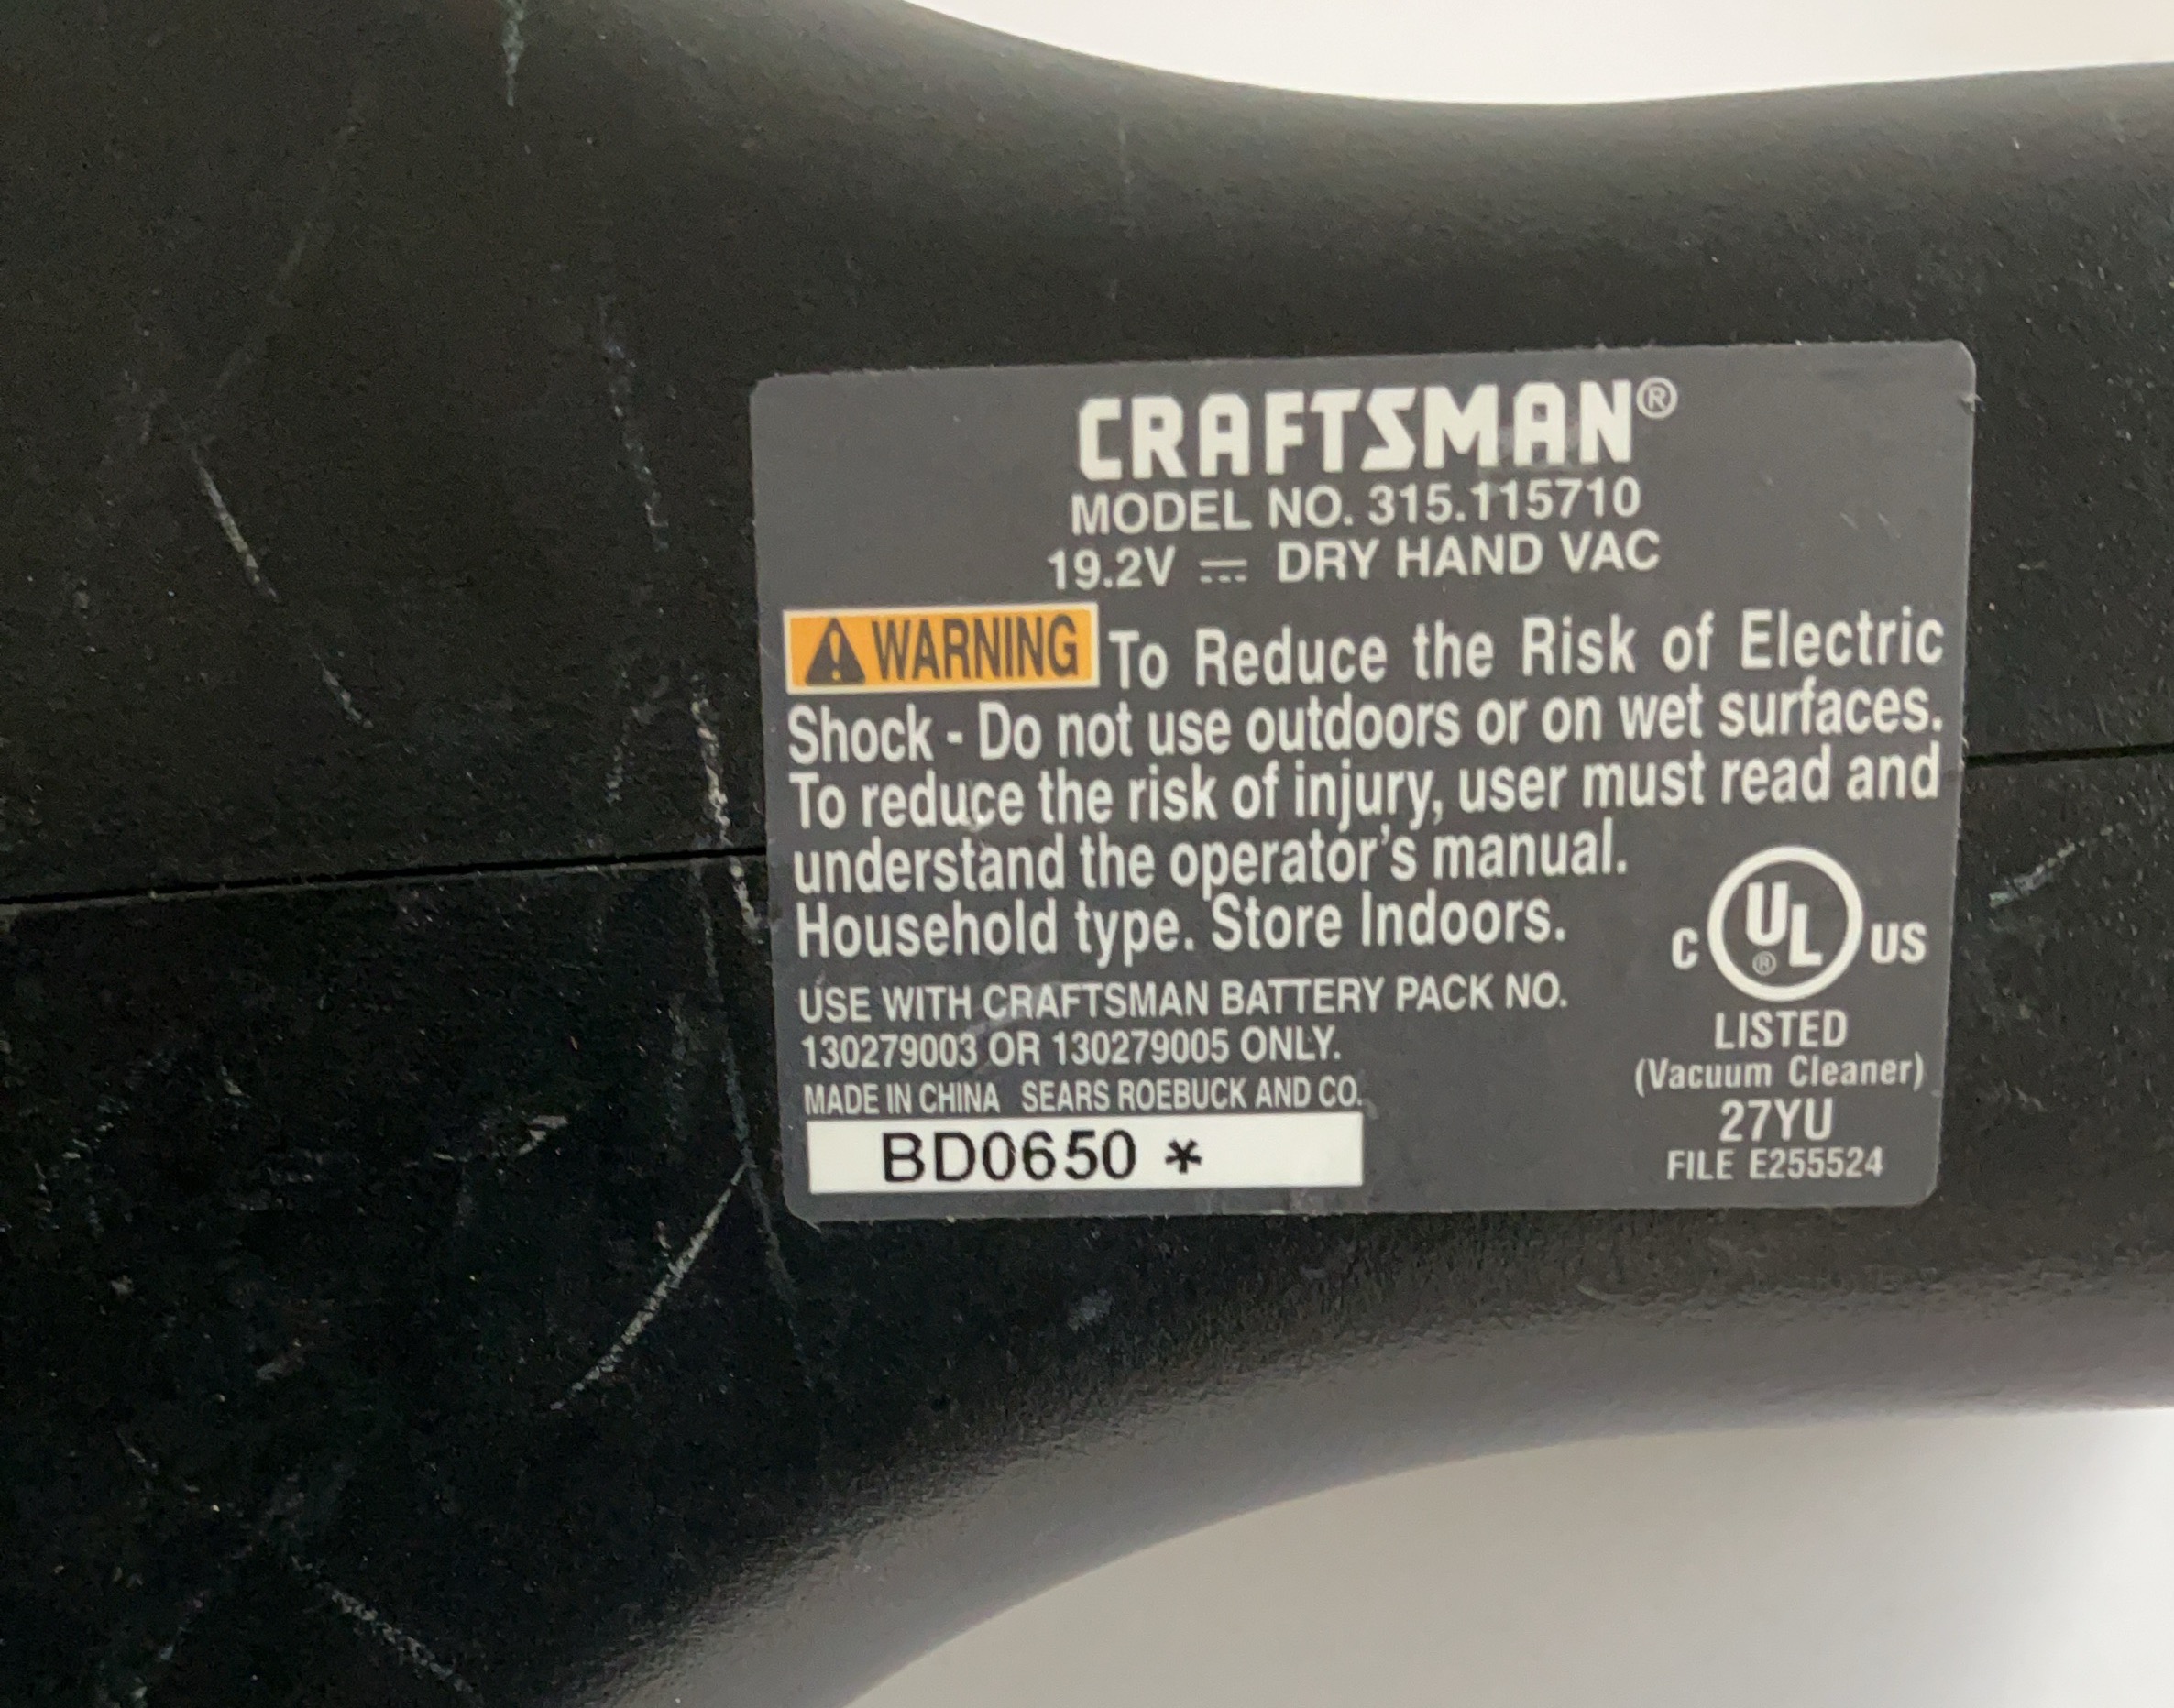 CRAFTSMAN®
MODEL NO. 315.115710
19.2V ⎓ DRY HAND VAC
⚠ WARNING To Reduce the Risk of Electric
Shock - Do not use outdoors or on wet surfaces.
To reduce the risk of injury, user must read and
understand the operator's manual.
Household type. Store Indoors.
USE WITH CRAFTSMAN BATTERY PACK NO.
130279003 OR 130279005 ONLY.
MADE IN CHINA SEARS ROEBUCK AND CO.
BD0650 *
C UL® US
LISTED
(Vacuum Cleaner)
27YU
FILE E255524